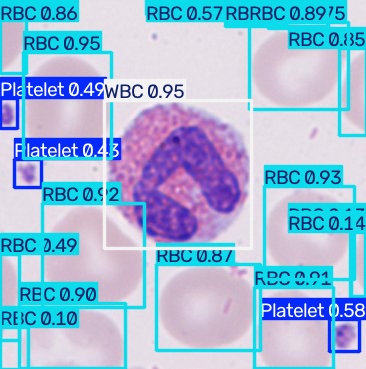 RBC 0.86
RBC 0.57
RBC 0.8975
RBC 0.95
RBC 0.85
Platelet 0.49
WBC 0.95
Platelet 0.43
RBC 0.92
RBC 0.93
RBC 0.14
0.49
RBC 0.87
RBC 0.91
RBC 0.90
Platelet 0.58
RBC 0.10